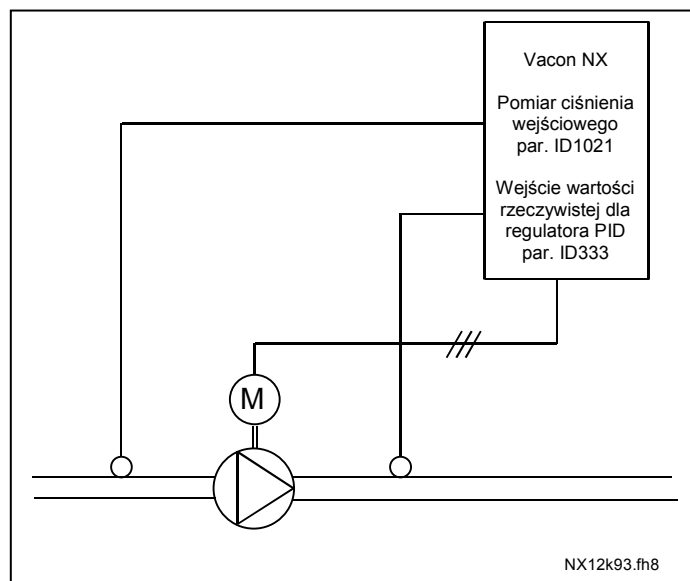 Vacon NX
Pomiar ciśnienia
wejściowego
par. ID1021
Wejście wartości
rzeczywistej dla
regulatora PID
par. ID333
M
NX12k93.fh8